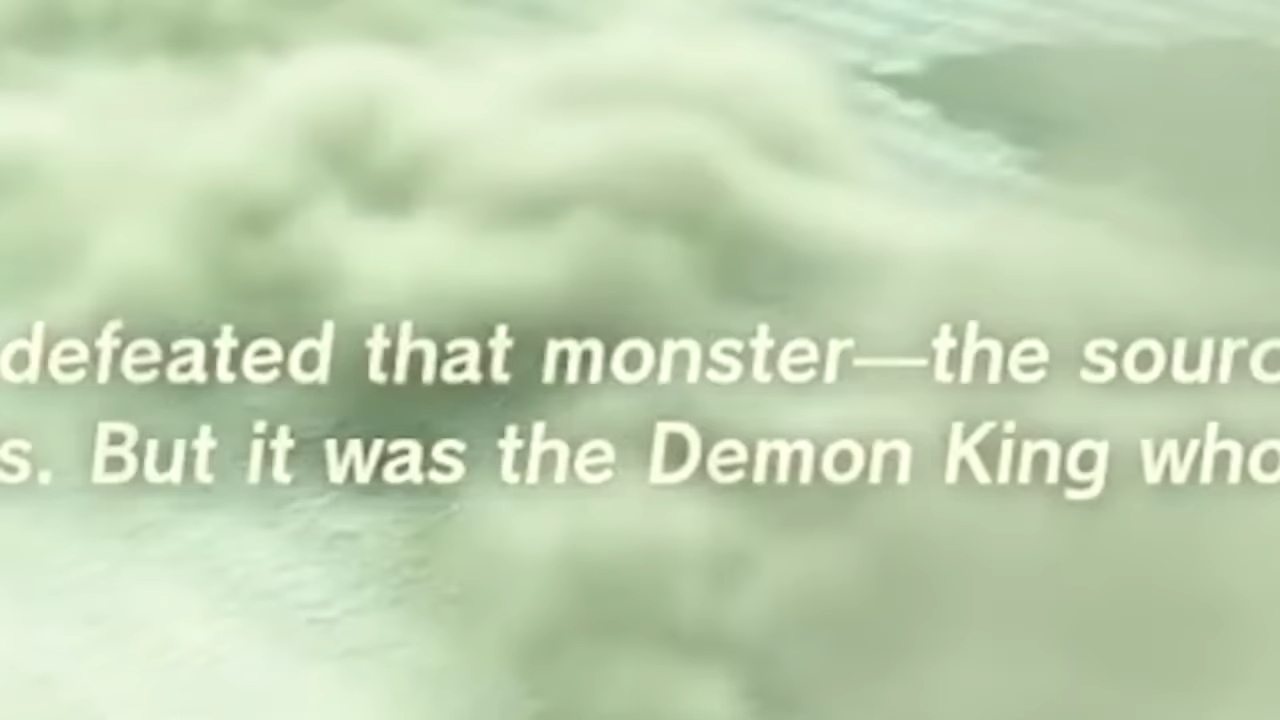 defeated that monster—the sourc
s. But it was the Demon King who